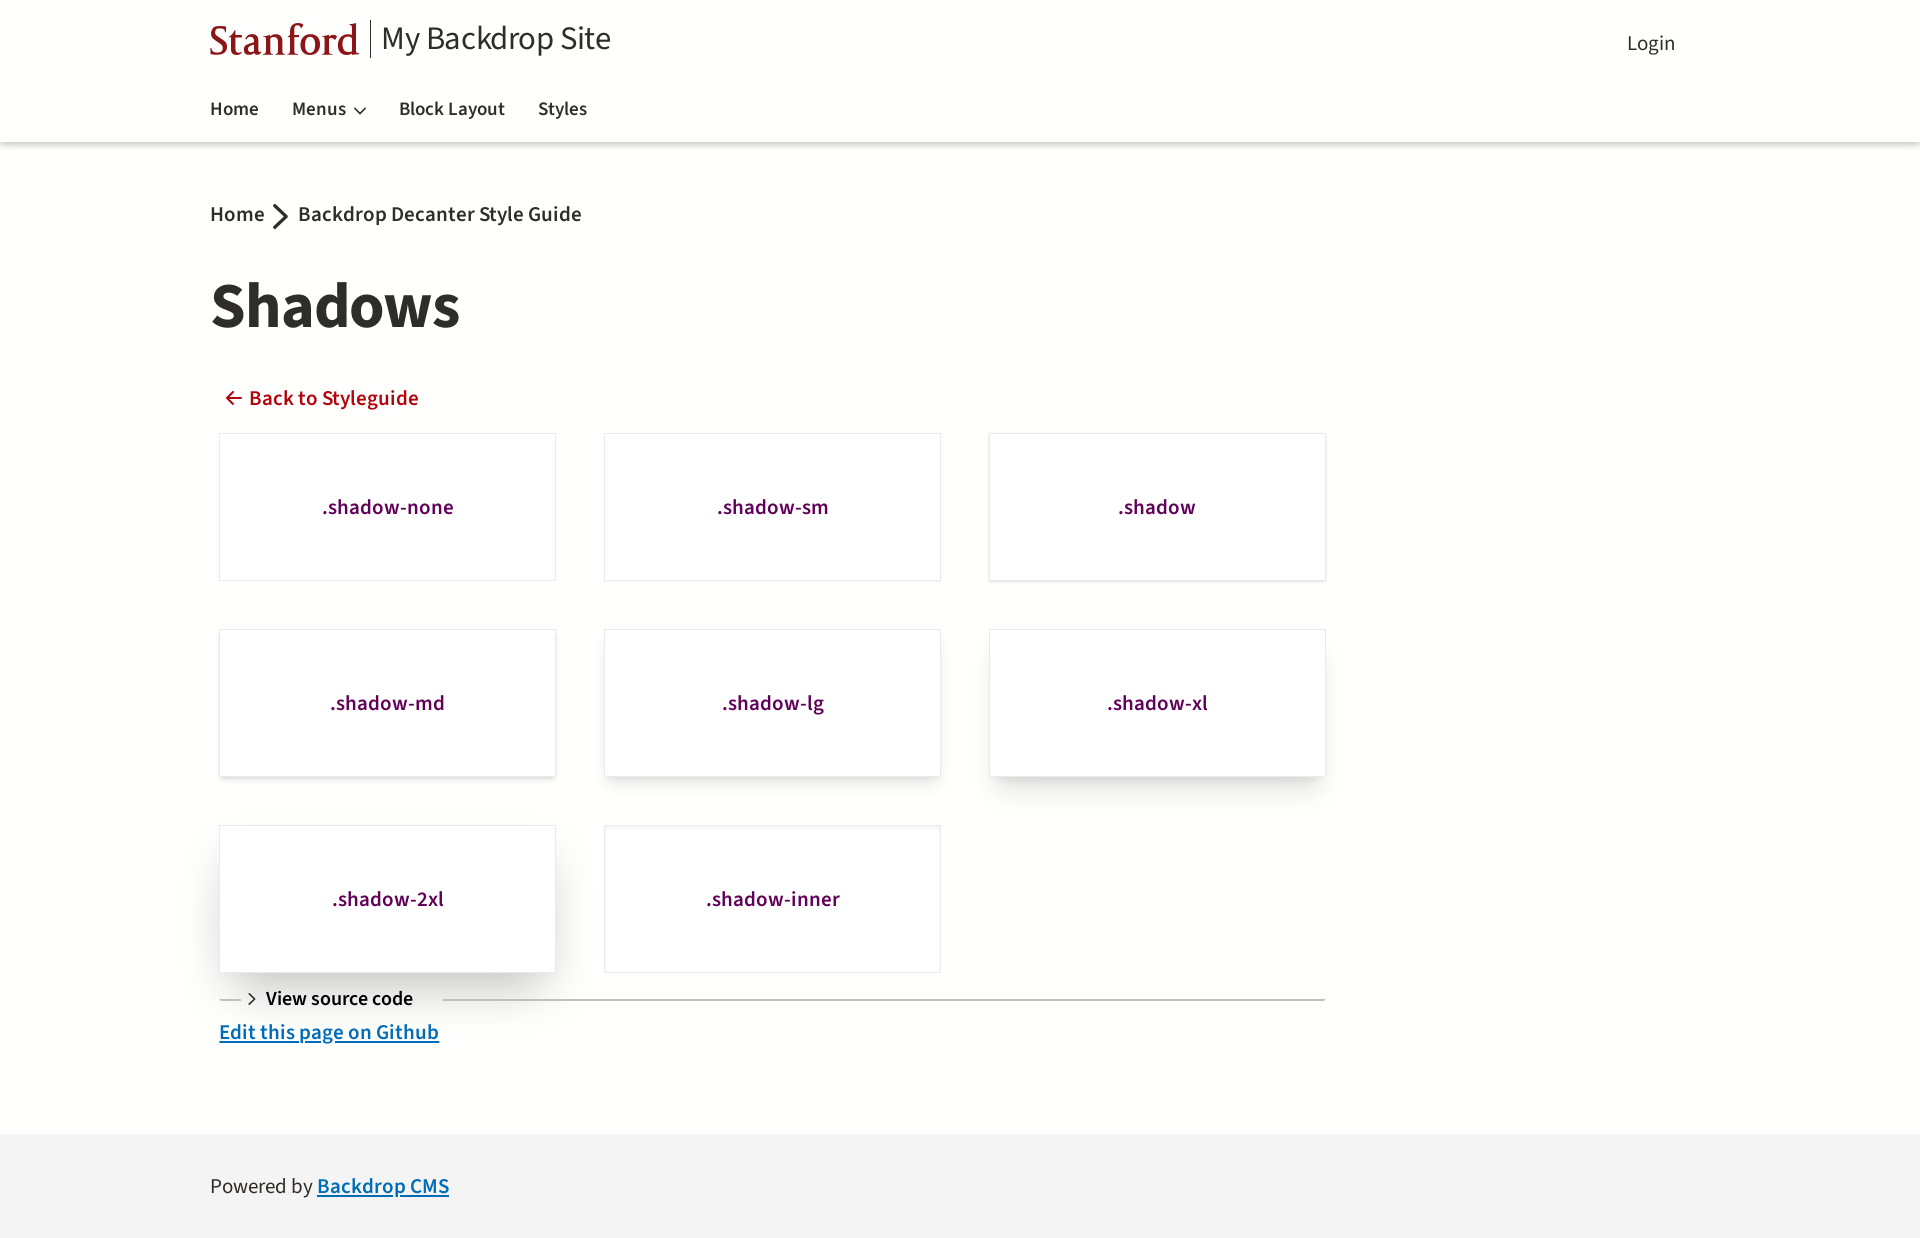 Stanford My Backdrop Site
Login
Home Menus Block Layout Styles
Home Backdrop Decanter Style Guide
Shadows
Back to Styleguide
.shadow-none .shadow-sm .shadow
.shadow-md .shadow-lg .shadow-xl
.shadow-2xl .shadow-inner
View source code
Edit this page on Github
Powered by Backdrop CMS